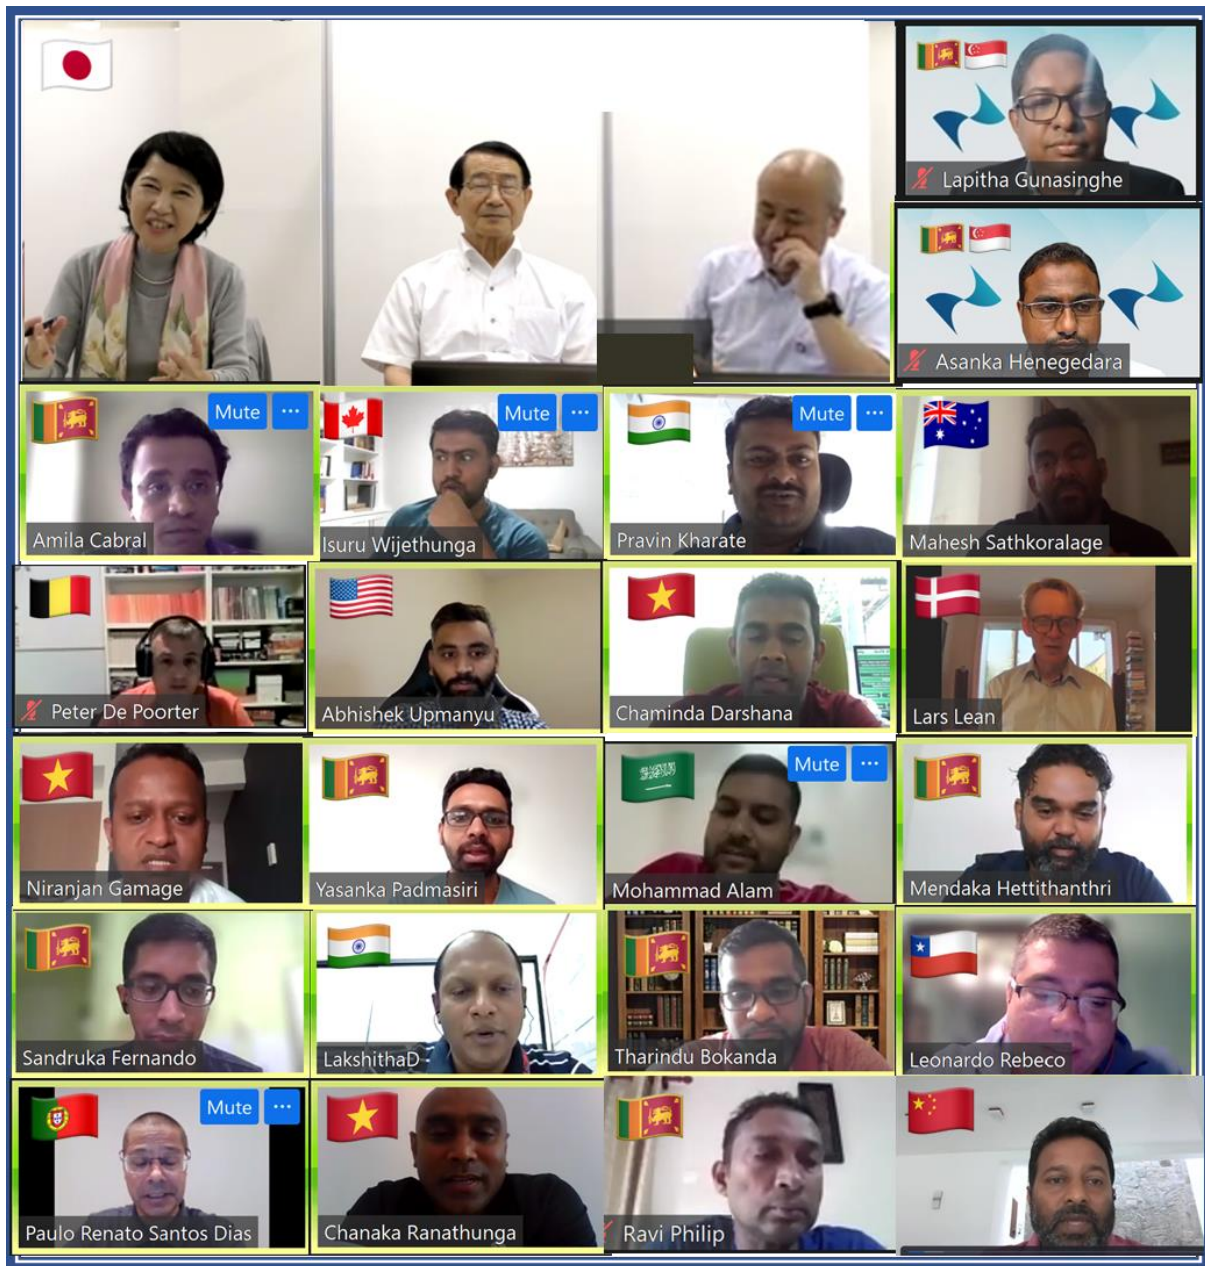 Lapitha Gunasinghe
Asanka Henegedara
Mute ...
Mute ...
Mute ...
Amila Cabral
Isuru Wijethunga
Pravin Kharate
Mahesh Sathkoralage
Peter De Poorter
Abhishek Upmanyu
Chaminda Darshana
Lars Lean
Mute ...
Niranjan Gamage
Yasanka Padmasiri
Mohammad Alam
Mendaka Hettithanthri
Sandruka Fernando
LakshithaD
Tharindu Bokanda
Leonardo Rebeco
Mute ...
Paulo Renato Santos Dias
Chanaka Ranathunga
Ravi Philip